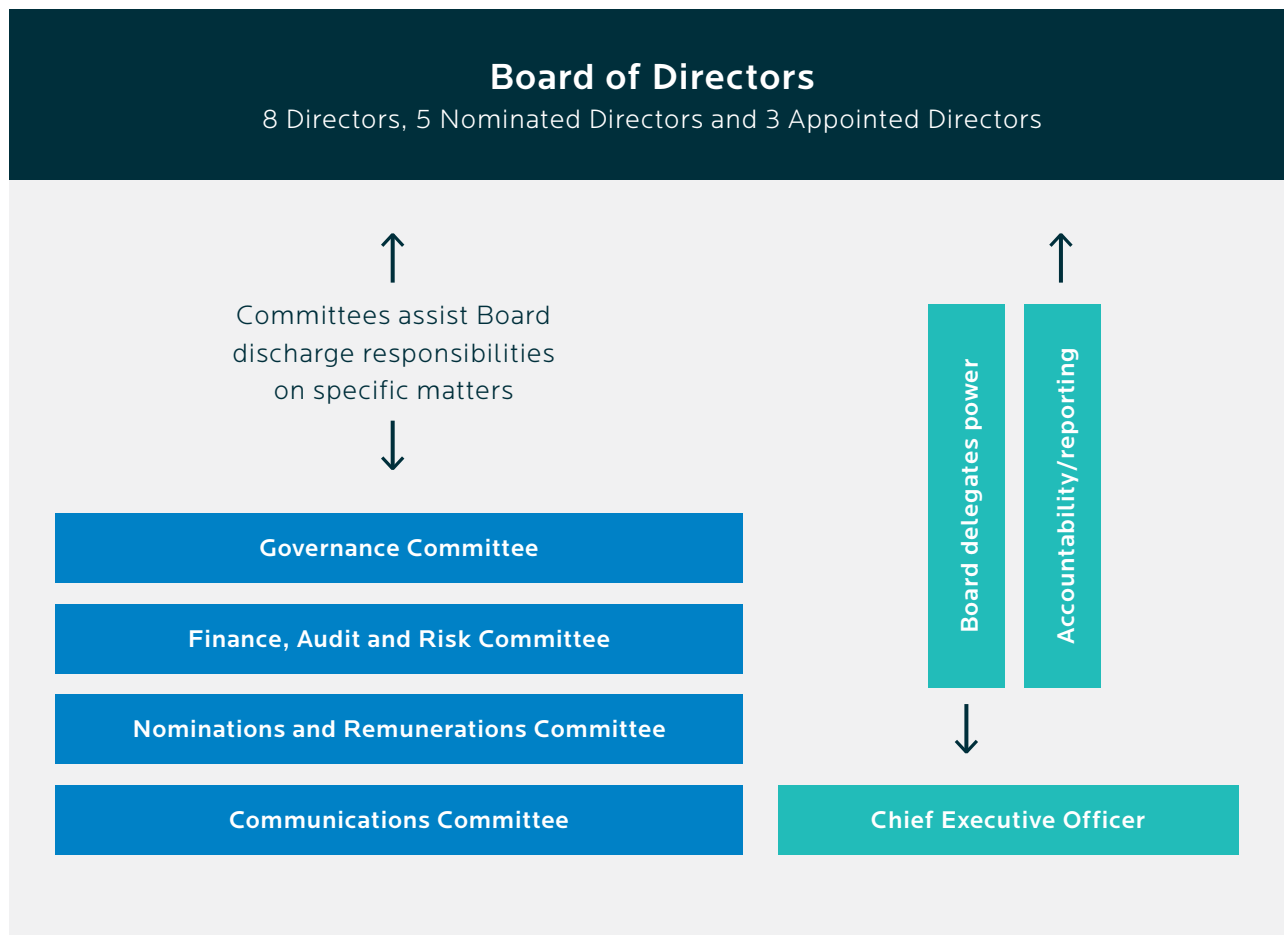 Board of Directors
8 Directors, 5 Nominated Directors and 3 Appointed Directors
Committees assist Board
discharge responsibilities
on specific matters
Governance Committee
Finance, Audit and Risk Committee
Nominations and Remunerations Committee
Communications Committee
Board delegates power
Accountability/reporting
Chief Executive Officer